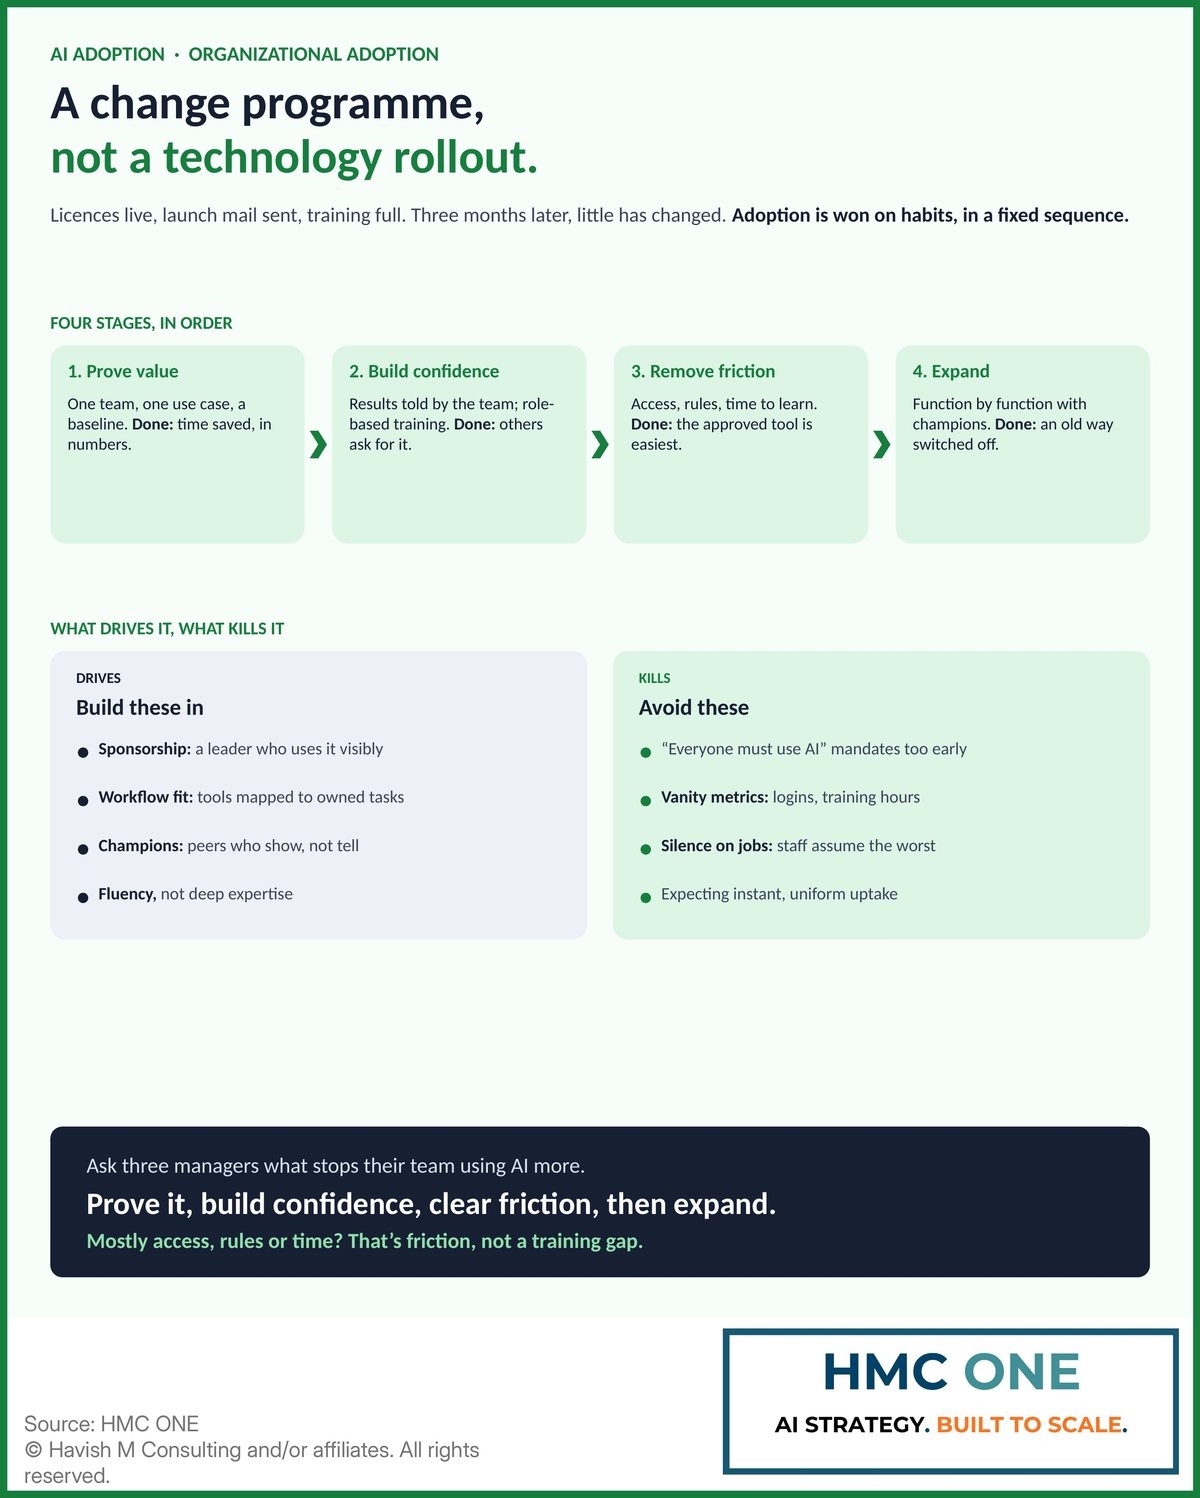 AI ADOPTION · ORGANIZATIONAL ADOPTION
A change programme,
not a technology rollout.
Licences live, launch mail sent, training full. Three months later, little has changed. Adoption is won on habits, in a fixed sequence.
FOUR STAGES, IN ORDER
1. Prove value
One team, one use case, a
baseline. Done: time saved, in
numbers.
2. Build confidence
Results told by the team; role-
based training. Done: others
ask for it.
3. Remove friction
Access, rules, time to learn.
Done: the approved tool is
easiest.
4. Expand
Function by function with
champions. Done: an old way
switched off.
WHAT DRIVES IT, WHAT KILLS IT
DRIVES
Build these in
● Sponsorship: a leader who uses it visibly
● Workflow fit: tools mapped to owned tasks
● Champions: peers who show, not tell
● Fluency, not deep expertise
KILLS
Avoid these
● “Everyone must use AI” mandates too early
● Vanity metrics: logins, training hours
● Silence on jobs: staff assume the worst
● Expecting instant, uniform uptake
Ask three managers what stops their team using AI more.
Prove it, build confidence, clear friction, then expand.
Mostly access, rules or time? That’s friction, not a training gap.
HMC ONE
AI STRATEGY. BUILT TO SCALE.
Source: HMC ONE
© Havish M Consulting and/or affiliates. All rights
reserved.